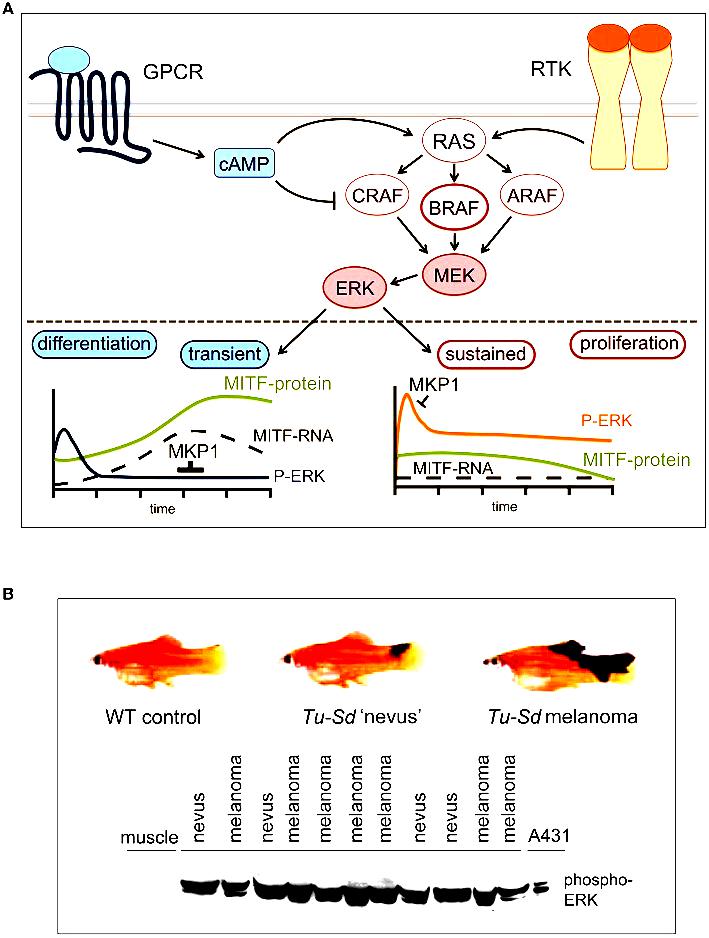 A
GPCR
RTK
cAMP
RAS
CRAF
BRAF
ARAF
MEK
ERK
differentiation
transient
sustained
proliferation
MITF-protein
MITF-RNA
MKP1
P-ERK
time
MKP1
P-ERK
MITF-protein
MITF-RNA
time
B
WT control
Tu-Sd 'nevus'
Tu-Sd melanoma
muscle
nevus
melanoma
nevus
melanoma
melanoma
melanoma
melanoma
nevus
nevus
melanoma
melanoma
A431
phospho-
ERK